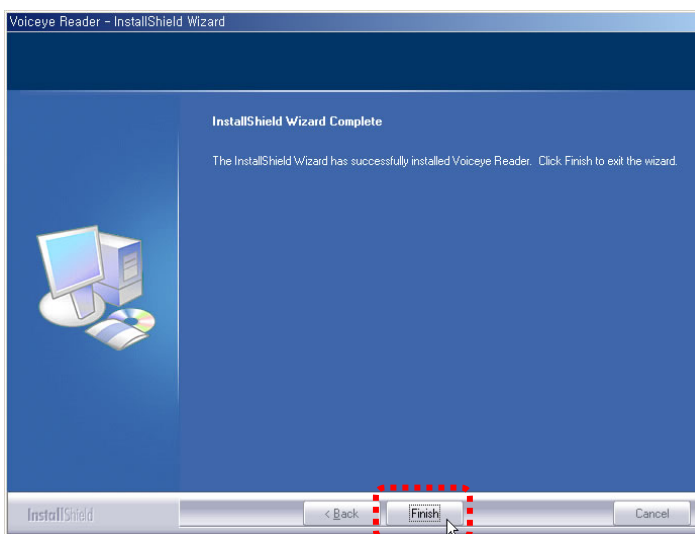 Voiceye Reader - InstallShield Wizard
InstallShield Wizard Complete
The InstallShield Wizard has successfully installed Voiceye Reader. Click Finish to exit the wizard.
InstallShield
< Back
Finish
Cancel